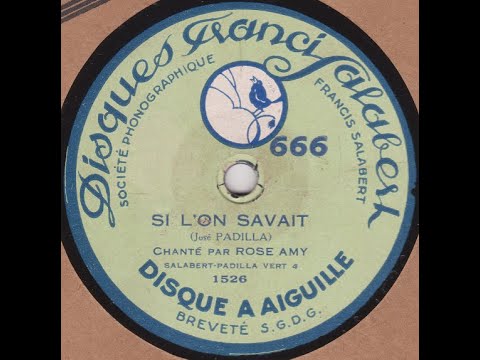 Disques Francis Salabert
SOCIÉTÉ PHONOGRAPHIQUE
FRANCIS SALABERT
666
SI L'ON SAVAIT
(José PADILLA)
CHANTÉ PAR ROSE AMY
SALABERT-PADILLA VERT 4
1526
DISQUE A AIGUILLE
BREVETÉ S.G.D.G.